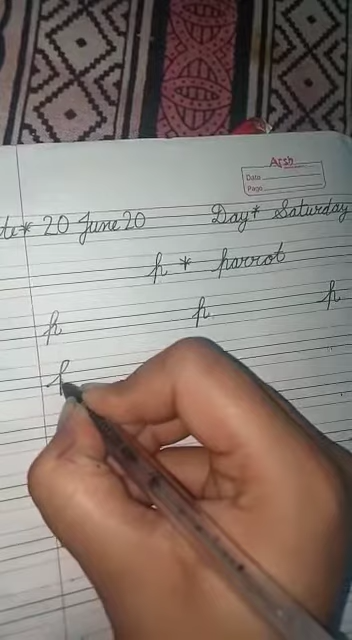 Arsh
Date
Page
te* 20 June 20 Day* Saturday
p * parrot
p p p
p